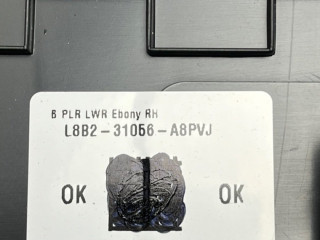 B PLR LWR Ebony RH
L8B2-31056-A8PVJ
OK OK